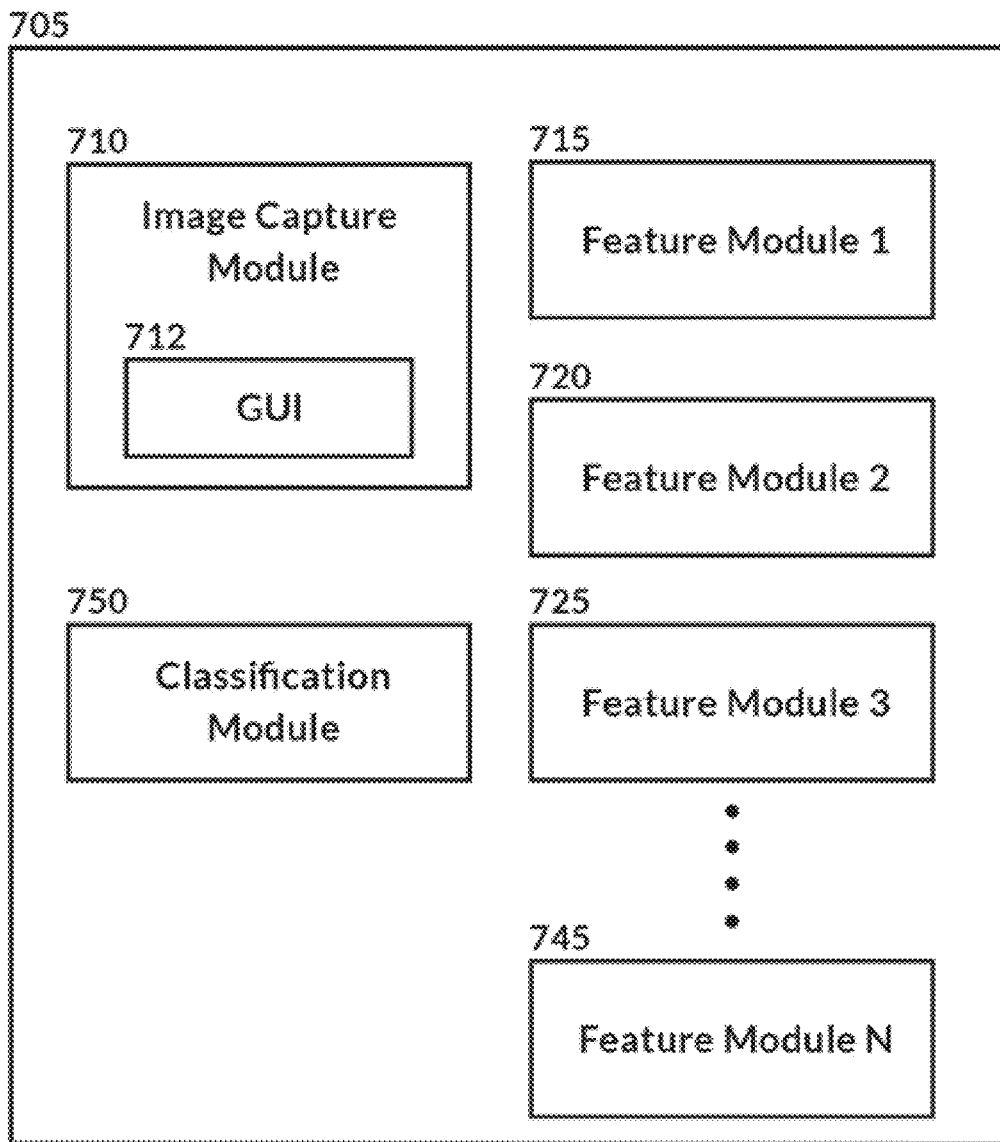 705
710
Image Capture
Module
712
GUI
750
Classification
Module
715
Feature Module 1
720
Feature Module 2
725
Feature Module 3
745
Feature Module N